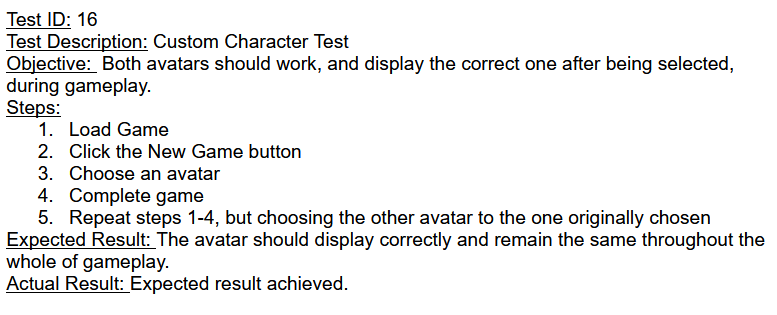 Test ID: 16
Test Description: Custom Character Test
Objective:  Both avatars should work, and display the correct one after being selected,
during gameplay.
Steps:
1. Load Game
2. Click the New Game button
3. Choose an avatar
4. Complete game
5. Repeat steps 1-4, but choosing the other avatar to the one originally chosen
Expected Result: The avatar should display correctly and remain the same throughout the
whole of gameplay.
Actual Result: Expected result achieved.